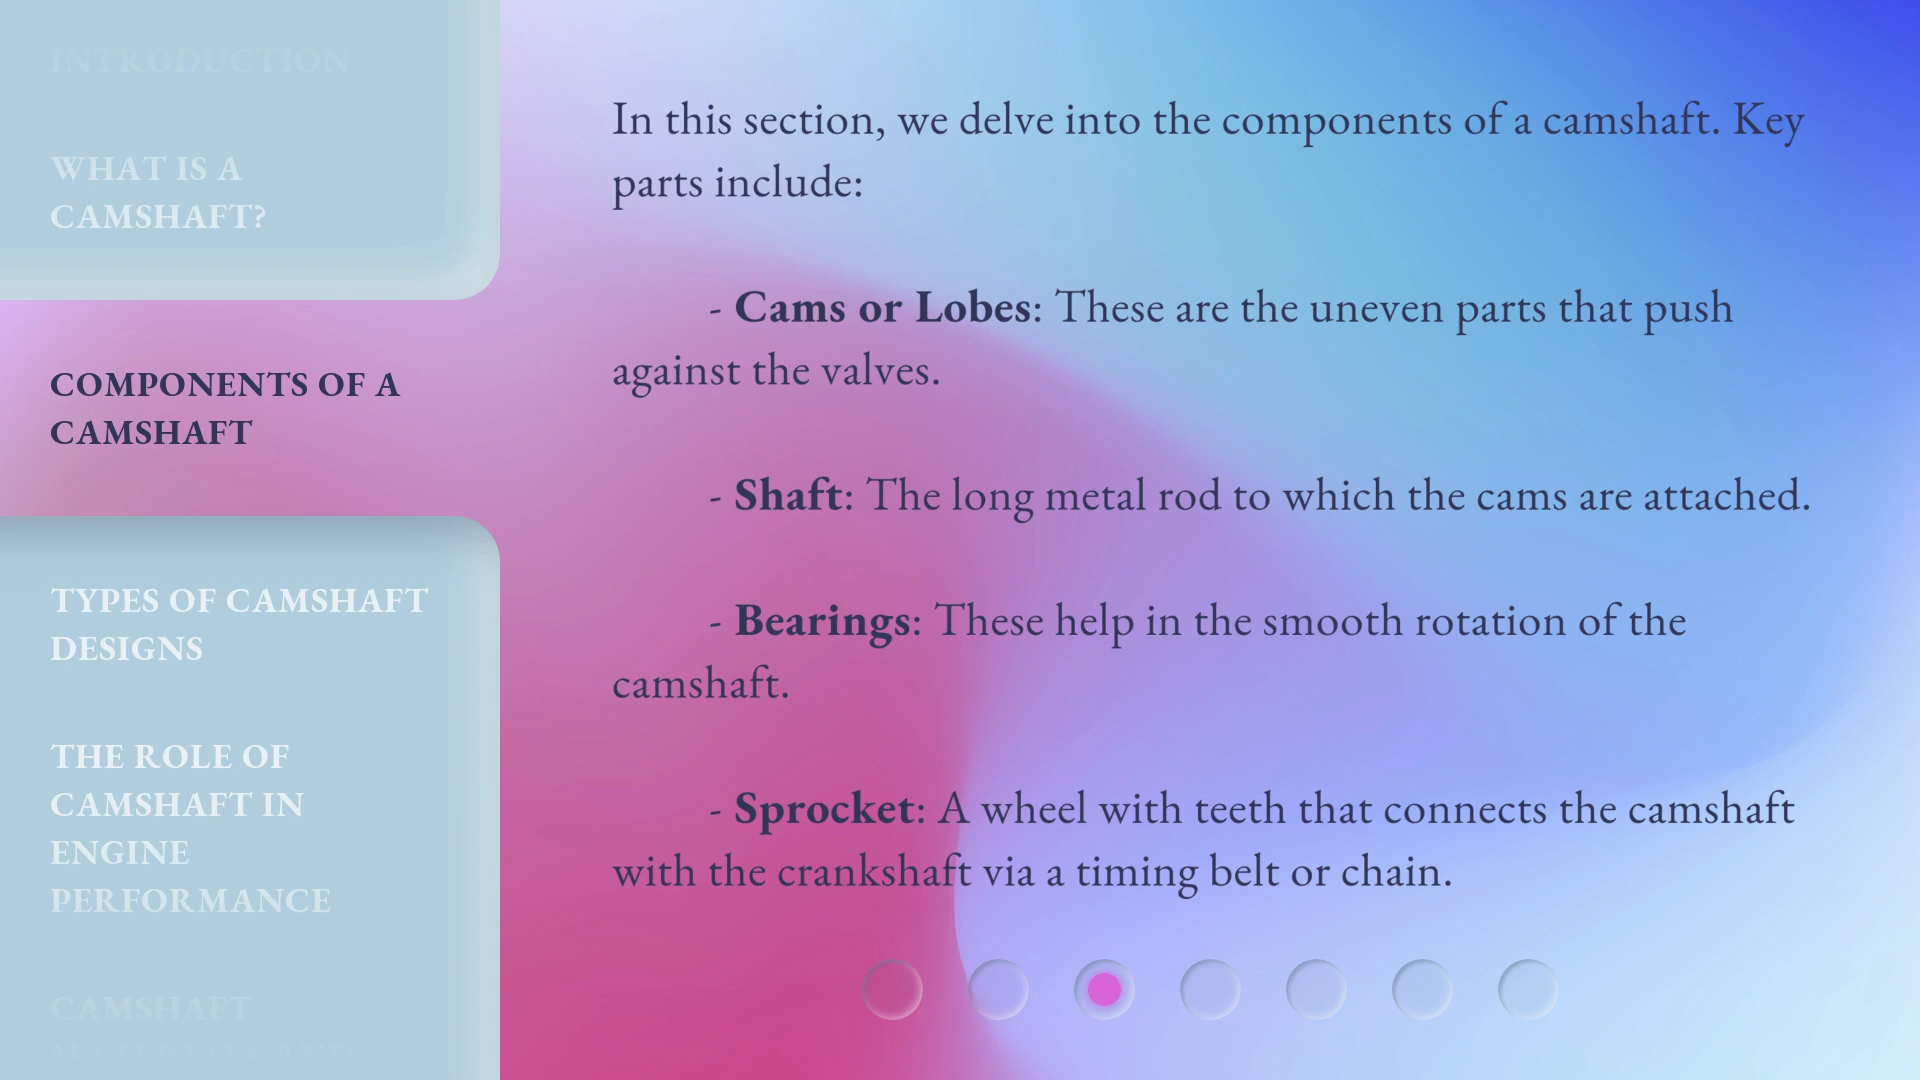 INTRODUCTION
WHAT IS A
CAMSHAFT?
COMPONENTS OF A
CAMSHAFT
TYPES OF CAMSHAFT
DESIGNS
THE ROLE OF
CAMSHAFT IN
ENGINE
PERFORMANCE
CAMSHAFT
MATERIALS AND
In this section, we delve into the components of a camshaft. Key
parts include:
- Cams or Lobes: These are the uneven parts that push
against the valves.
- Shaft: The long metal rod to which the cams are attached.
- Bearings: These help in the smooth rotation of the
camshaft.
- Sprocket: A wheel with teeth that connects the camshaft
with the crankshaft via a timing belt or chain.